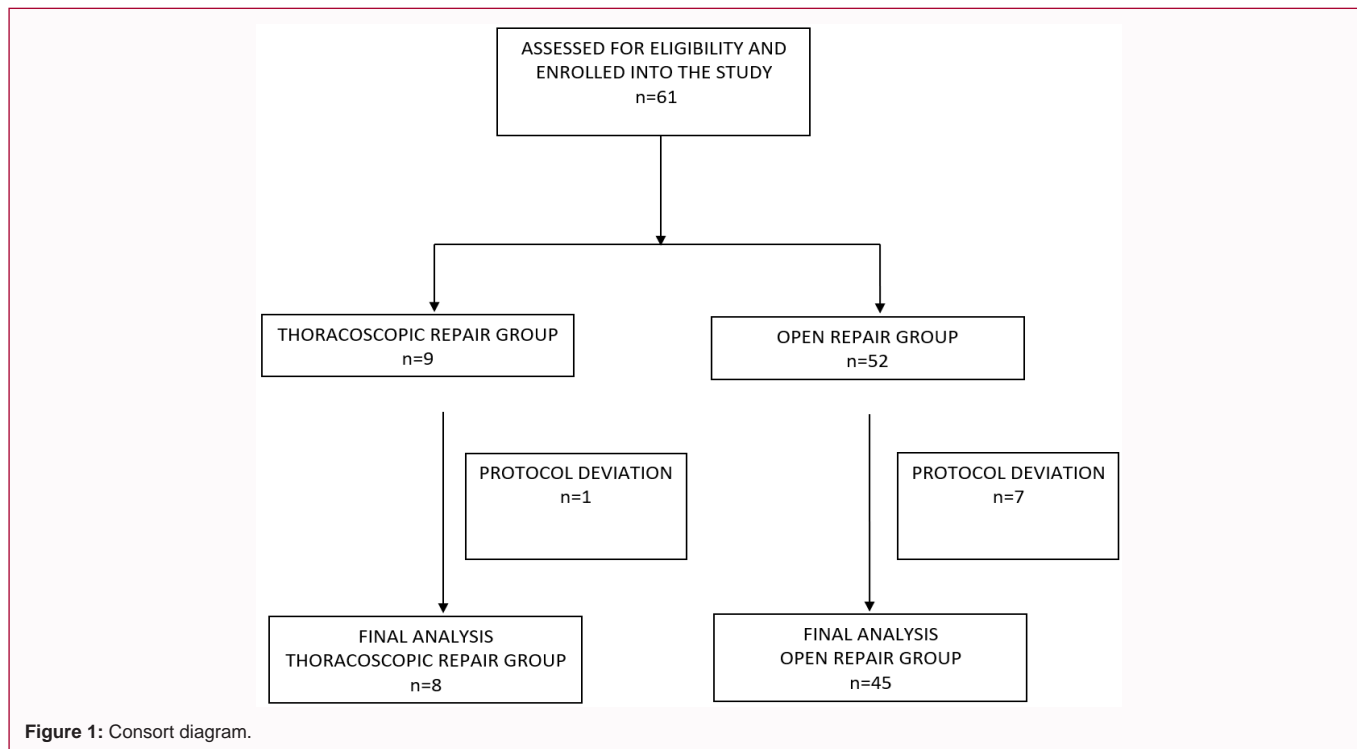 ASSESSED FOR ELIGIBILITY AND
ENROLLED INTO THE STUDY
n=61
THORACOSCOPIC REPAIR GROUP
n=9
OPEN REPAIR GROUP
n=52
PROTOCOL DEVIATION
n=1
PROTOCOL DEVIATION
n=7
FINAL ANALYSIS
THORACOSCOPIC REPAIR GROUP
n=8
FINAL ANALYSIS
OPEN REPAIR GROUP
n=45
Figure 1: Consort diagram.